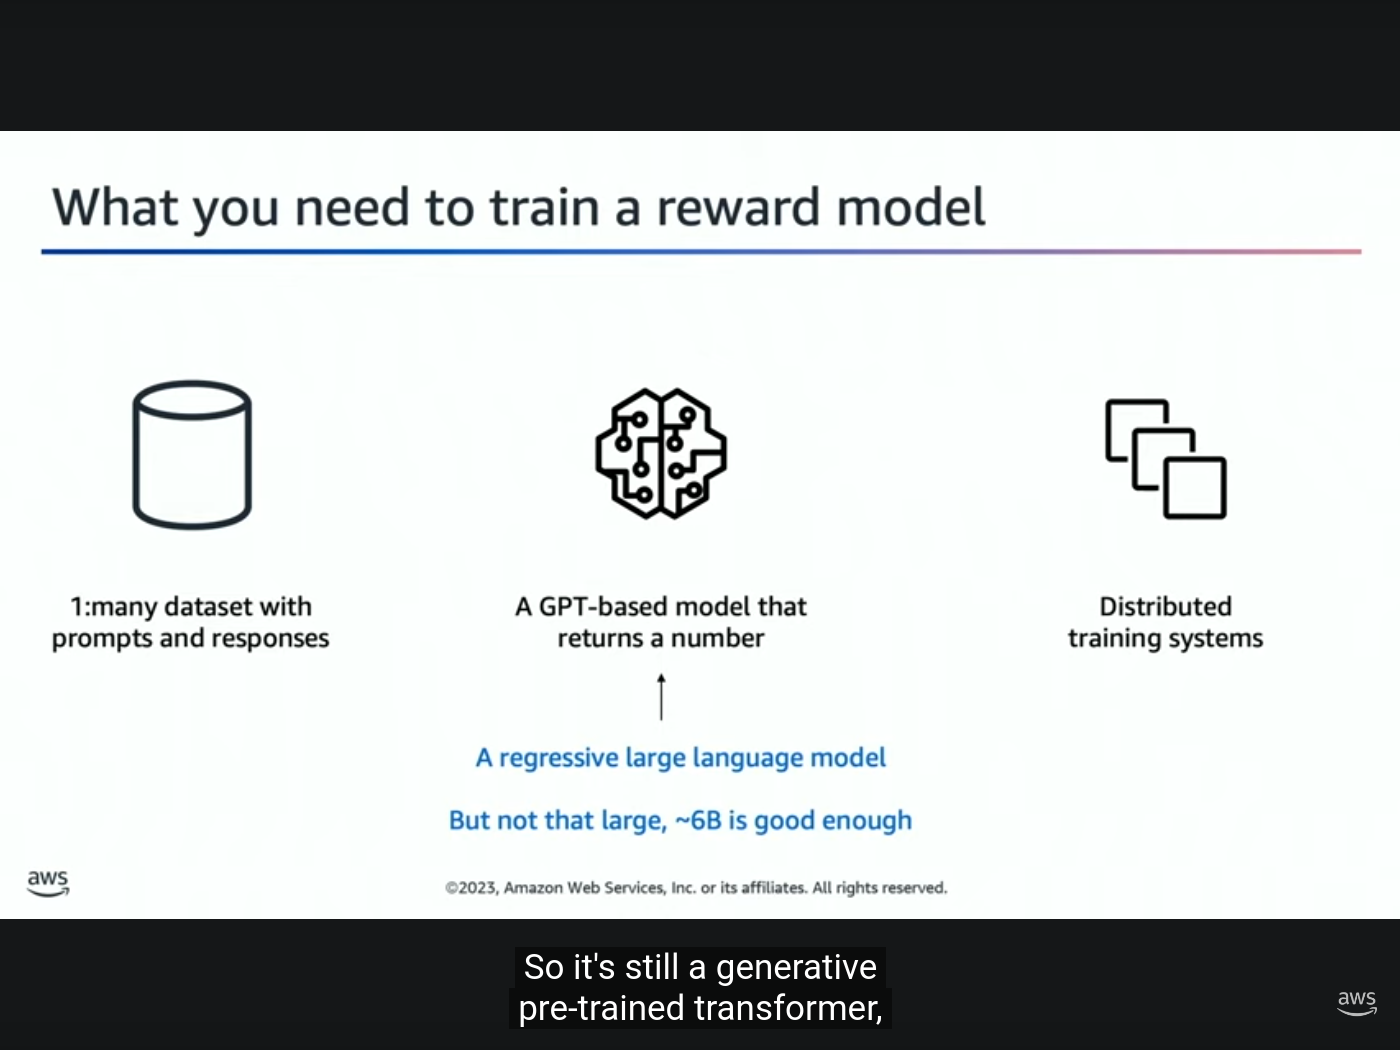 What you need to train a reward model
1:many dataset with
prompts and responses
A GPT-based model that
returns a number
Distributed
training systems
A regressive large language model
But not that large, ~6B is good enough
aws
©2023, Amazon Web Services, Inc. or its affiliates. All rights reserved.
So it's still a generative
pre-trained transformer,
aws